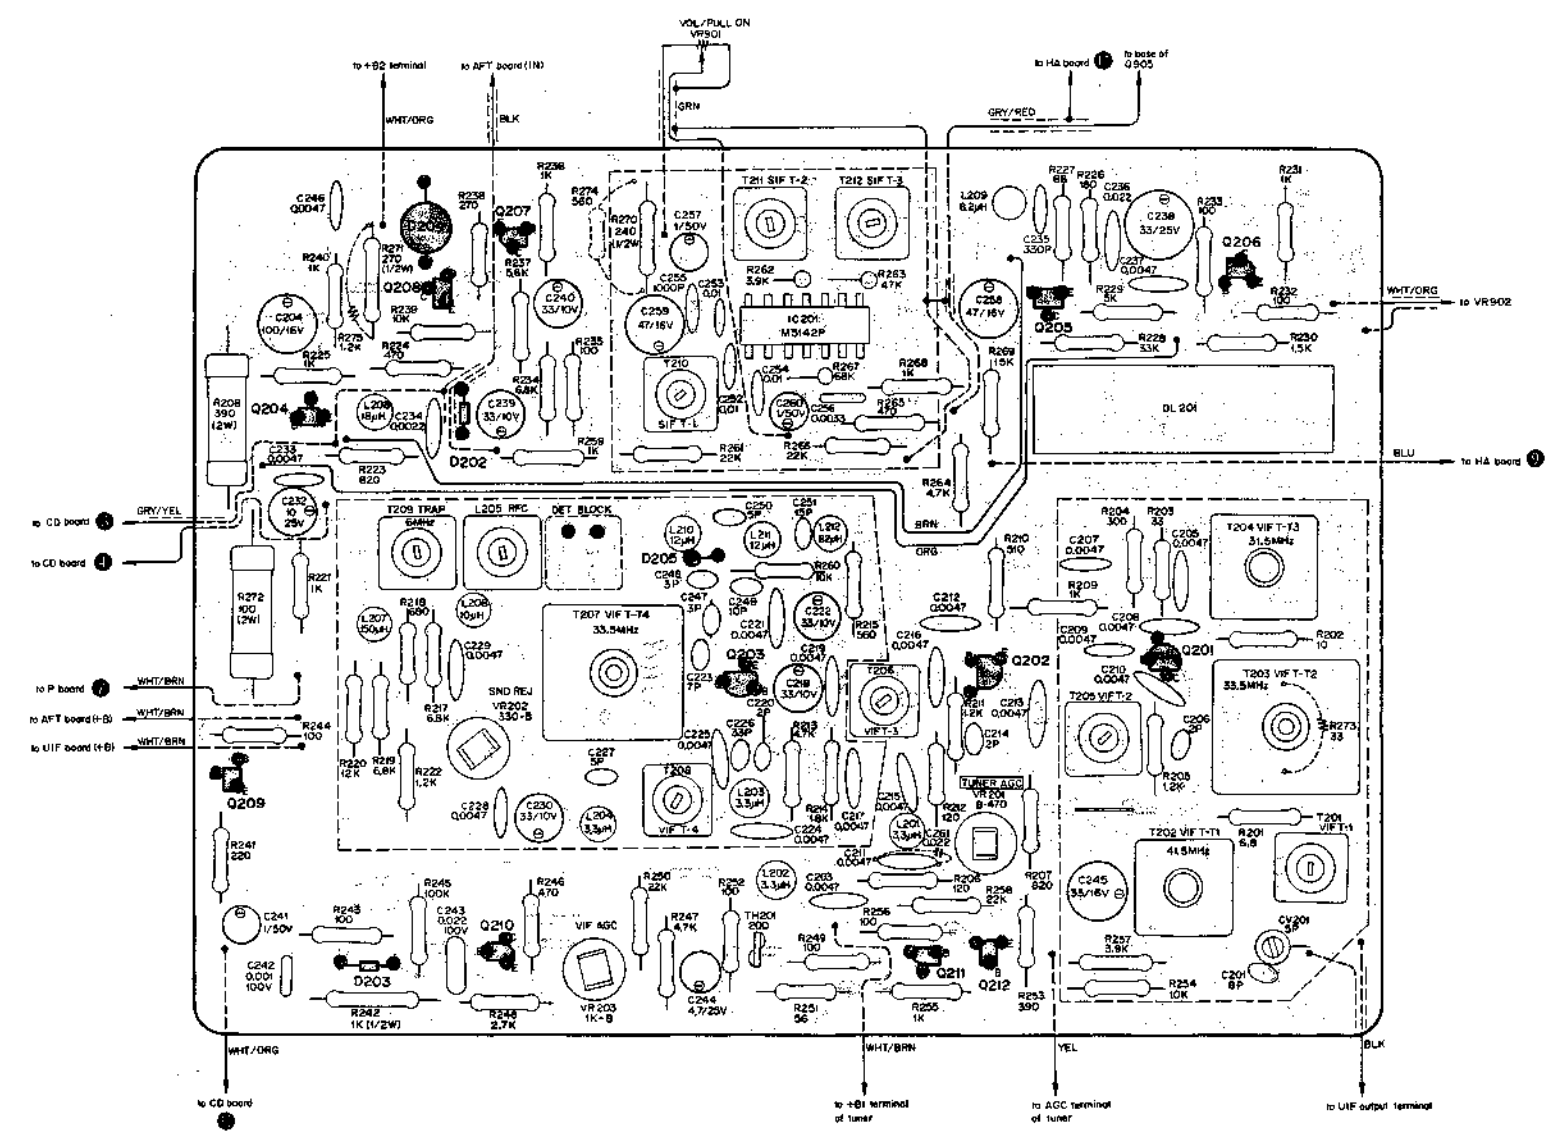 VOL/PULL ON
VR901
to +B2 terminal
to AFT board (IN)
to HA board
to base of
Q905
WHT/ORG
BLK
GRN
GRY/RED
C246
0.0047
D209
R238
270
Q207
R236
1K
R274
560
R270
240
(1/2W)
C257
1/50V
T211 SIF T-2
T212 SIF T-3
L209
8.2μH
R227
R226
180
C236
0.022
C238
33/25V
R233
100
R231
1K
Q206
R240
1K
R271
270
(1/2W)
Q208
R237
5.6K
C255
1000P
C253
0.01
R262
3.9K
R263
47K
C235
330P
C237
0.0047
R239
10K
C204
100/16V
R275
1.2K
C240
33/10V
C259
47/16V
IC201
M5142P
C258
47/16V
Q205
R229
R232
100
WHT/ORG
to VR902
R225
1K
R224
470
R235
100
T210
C254
0.01
R267
68K
R268
1K
R269
15K
R228
33K
R230
1.5K
R208
390
(2W)
Q204
L208
18μH
C234
0.0022
R234
6.8K
C239
33/10V
SIF T-1
C252
0.01
C260
1/50V
C256
0.0033
R265
470
DL 201
C233
0.0047
R223
820
D202
R259
1K
R261
22K
R266
22K
R264
4.7K
BLU
to HA board 9
GRY/YEL
to CD board 3
to CD board 4
C232
10
25V
T209 TRAP
6MHz
L205 RFC
DET BLOCK
L210
12μH
C250
5P
L211
12μH
C251
15P
L212
82μH
BRN
ORG
D205
R204
300
R203
33
T204 VIF T-T3
31.5MHz
C205
0.0047
C207
0.0047
R210
510
R221
1K
R272
100
(2W)
C248
3P
R260
10K
C247
3P
C249
10P
R209
1K
L207
150μH
R218
680
L206
10μH
T207 VIF T-T4
33.5MHz
C221
0.0047
C222
33/10V
R215
560
C212
0.0047
C208
0.0047
C209
0.0047
R202
10
C229
0.0047
C216
0.0047
Q203
C219
0.0047
T206
Q202
Q201
C210
0.0047
T203 VIF T-T2
33.5MHz
to P board
WHT/BRN
to AFT board (+B)
WHT/BRN
to UIF board (+B)
WHT/BRN
R244
100
R217
6.8K
SND REJ
VR202
330-B
C223
7P
C220
2P
C218
33/10V
R211
1.2K
C213
0.0047
T205 VIF T-2
C206
2P
R273
33
R213
4.7K
VIF T-3
C214
2P
C225
0.0047
C226
33P
R220
12K
R219
6.8K
R222
1.2K
C227
5P
T208
Q209
TUNER AGC
VR201
B-470
R205
1.2K
C215
0.0047
R212
120
L203
3.3μH
R214
1.8K
C217
0.0047
C228
0.0047
C230
33/10V
L204
3.3μH
VIF T-4
C224
0.0047
L201
3.3μH
C261
0.022
T202 VIF T-T1
41.5MHz
R201
6.8
T201
VIF T-1
R241
220
C211
0.0047
R206
120
R207
820
R245
100K
R246
470
R250
22K
R252
100
L202
3.3μH
C203
0.0047
R258
22K
C245
33/16V
C241
1/50V
R243
100
C243
0.022
100V
Q210
VIF AGC
R247
4.7K
TH201
200
R256
100
R249
100
CV201
5P
C242
0.001
100V
D203
Q211
Q212
R257
3.9K
C201
8P
R242
1K (1/2W)
R248
2.7K
VR203
1K-B
C244
4.7/25V
R251
56
R255
1K
R253
390
R254
10K
WHT/ORG
WHT/BRN
YEL
BLK
to CD board
to +B1 terminal
of tuner
to AGC terminal
of tuner
to UIF output terminal